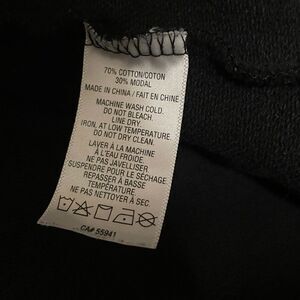 70% COTTON/COTON
30% MODAL
MADE IN CHINA / FAIT EN CHINE
MACHINE WASH COLD.
DO NOT BLEACH.
LINE DRY
IRON, AT LOW TEMPERATURE
DO NOT DRY CLEAN.
LAVER À LA MACHINE
À L'EAU FROIDE
NE PAS JAVELLISER
SUSPENDRE POUR LE SÉCHAGE
REPASSER À BASSE
TEMPÉRATURE
NE PAS NETTOYER À SEC.
CA# 55941